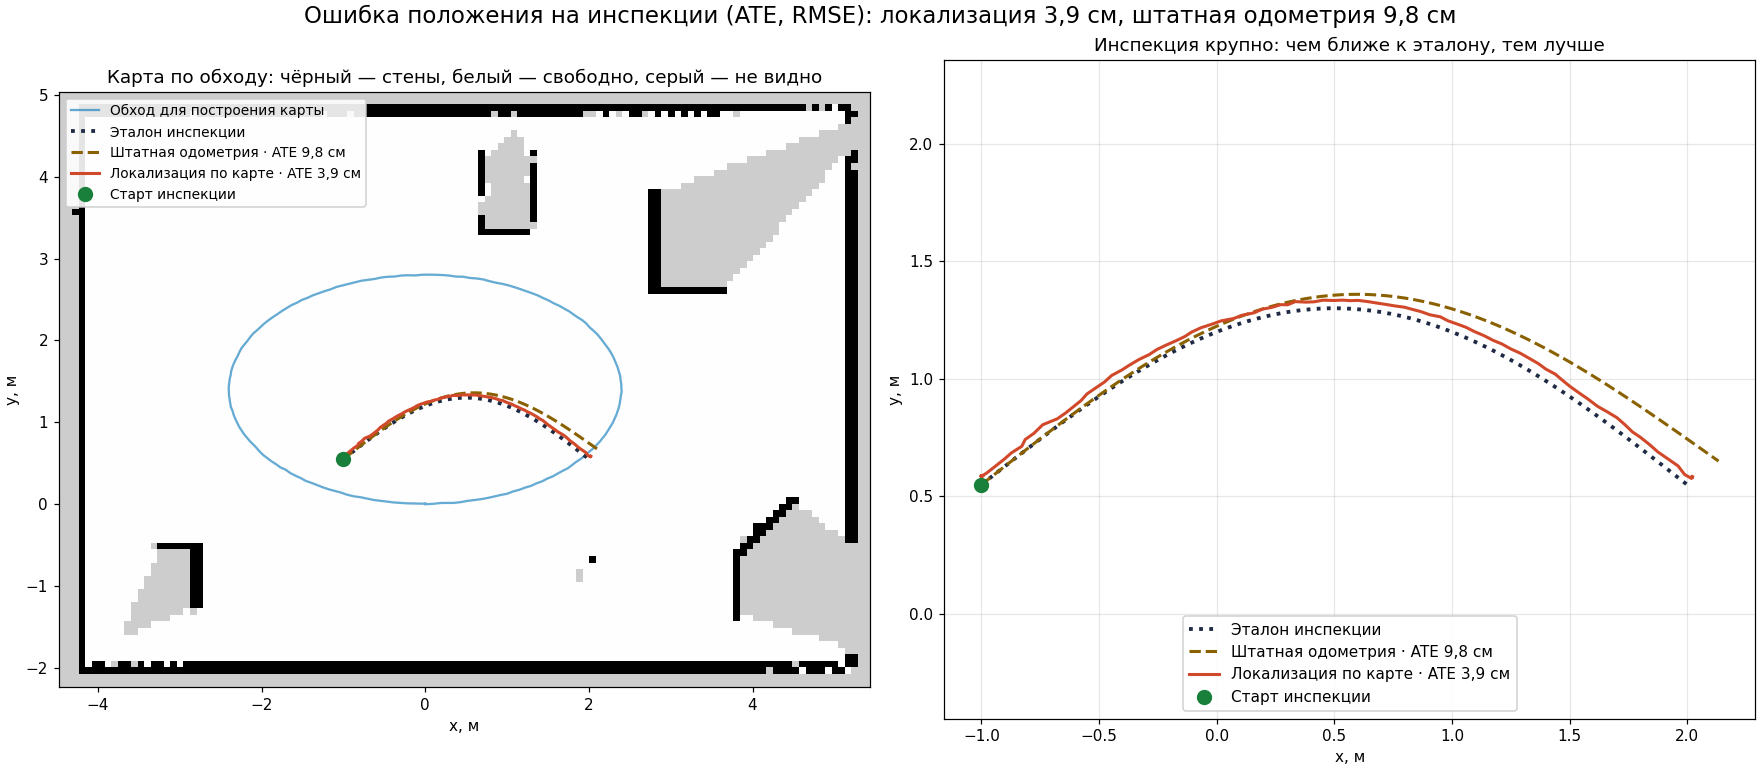 Ошибка положения на инспекции (ATE, RMSE): локализация 3,9 см, штатная одометрия 9,8 см
Карта по обходу: чёрный — стены, белый — свободно, серый — не видно
Обход для построения карты
Эталон инспекции
Штатная одометрия · ATE 9,8 см
Локализация по карте · ATE 3,9 см
Старт инспекции
5
4
3
2
1
0
−1
−2
y, м
−4
−2
0
2
4
x, м
Инспекция крупно: чем ближе к эталону, тем лучше
2.0
1.5
1.0
0.5
0.0
y, м
Эталон инспекции
Штатная одометрия · ATE 9,8 см
Локализация по карте · ATE 3,9 см
Старт инспекции
−1.0
−0.5
0.0
0.5
1.0
1.5
2.0
x, м